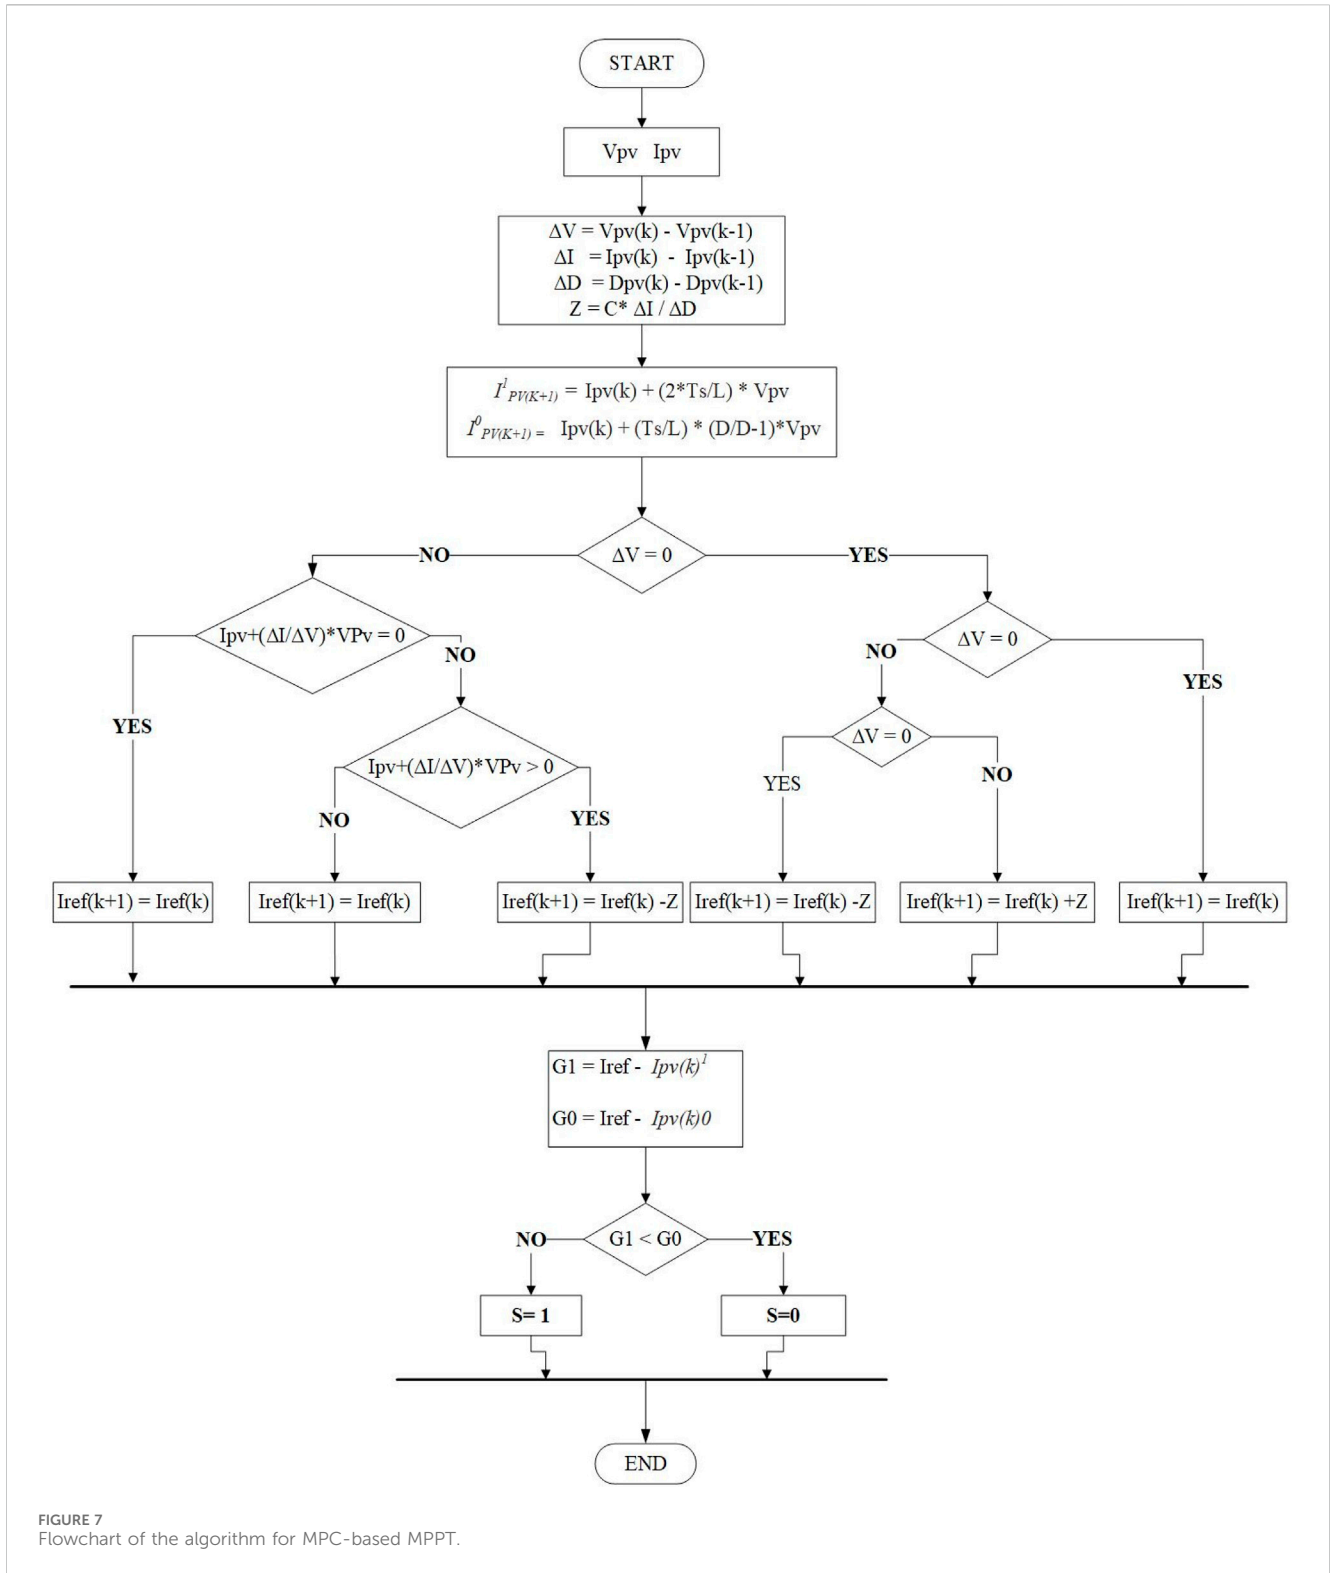 START
Vpv Ipv
ΔV = Vpv(k) - Vpv(k-1)
ΔI = Ipv(k) - Ipv(k-1)
ΔD = Dpv(k) - Dpv(k-1)
Z = C* ΔI / ΔD
I¹PV(K+1) = Ipv(k) + (2*Ts/L) * Vpv
I⁰PV(K+1) = Ipv(k) + (Ts/L) * (D/D-1)*Vpv
ΔV = 0
NO
YES
Ipv+(ΔI/ΔV)*VPv = 0
ΔV = 0
NO
NO
YES
YES
Ipv+(ΔI/ΔV)*VPv > 0
ΔV = 0
NO
YES
YES
NO
Iref(k+1) = Iref(k)
Iref(k+1) = Iref(k)
Iref(k+1) = Iref(k) -Z
Iref(k+1) = Iref(k) -Z
Iref(k+1) = Iref(k) +Z
Iref(k+1) = Iref(k)
G1 = Iref - Ipv(k)¹
G0 = Iref - Ipv(k)0
G1 < G0
NO
YES
S= 1
S=0
END
FIGURE 7
Flowchart of the algorithm for MPC-based MPPT.